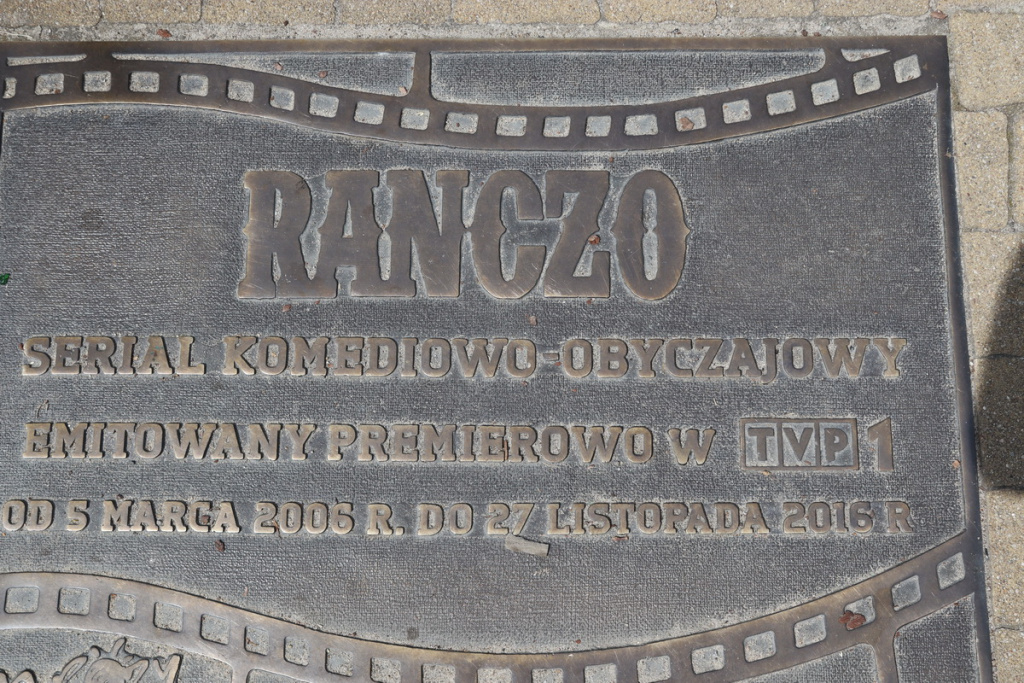 RANCZO
SERIAL KOMEDIOWO-OBYCZAJOWY
EMITOWANY PREMIEROWO W TVP1
OD 5 MARCA 2006 R. DO 27 LISTOPADA 2016 R